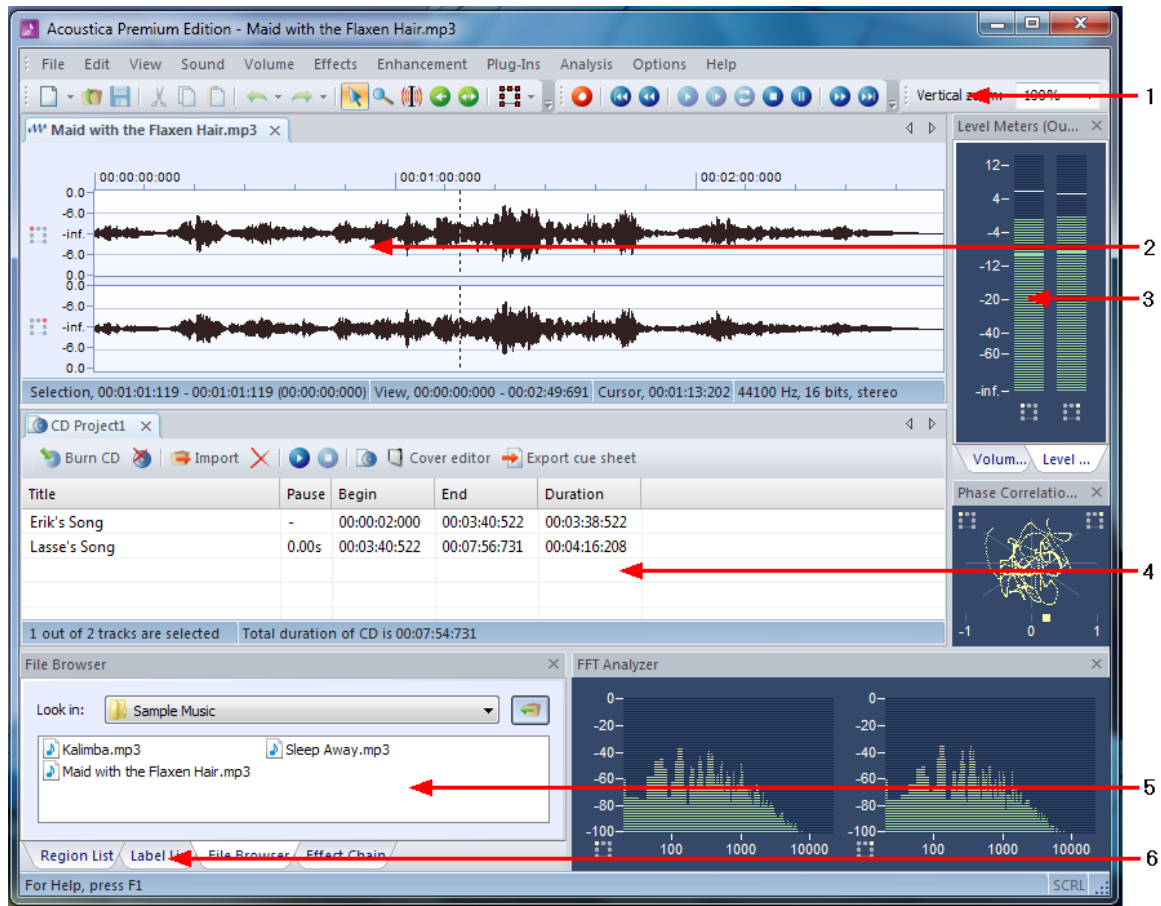 Acoustica Premium Edition - Maid with the Flaxen Hair.mp3
File Edit View Sound Volume Effects Enhancement Plug-Ins Analysis Options Help
Vertical zoom: 100%
1
Maid with the Flaxen Hair.mp3
Level Meters (Ou...
00:00:00:000 00:01:00:000 00:02:00:000
0.0
-6.0
-inf.
-6.0
0.0
0.0
-6.0
-inf.
-6.0
0.0
2
12
4
-4
-12
-20
-40
-60
-inf.
3
Selection, 00:01:01:119 - 00:01:01:119 (00:00:00:000) View, 00:00:00:000 - 00:02:49:691 Cursor, 00:01:13:202 44100 Hz, 16 bits, stereo
Volum... Level ...
CD Project1
Burn CD Import Cover editor Export cue sheet
Title Pause Begin End Duration
Erik's Song - 00:00:02:000 00:03:40:522 00:03:38:522
Lasse's Song 0.00s 00:03:40:522 00:07:56:731 00:04:16:208
4
1 out of 2 tracks are selected Total duration of CD is 00:07:54:731
Phase Correlatio...
-1 0 1
File Browser
Look in: Sample Music
Kalimba.mp3 Sleep Away.mp3
Maid with the Flaxen Hair.mp3
5
Region List Label List File Browser Effect Chain
6
FFT Analyzer
0
-20
-40
-60
-80
-100
100 1000 10000
0
-20
-40
-60
-80
-100
100 1000 10000
For Help, press F1
SCRL